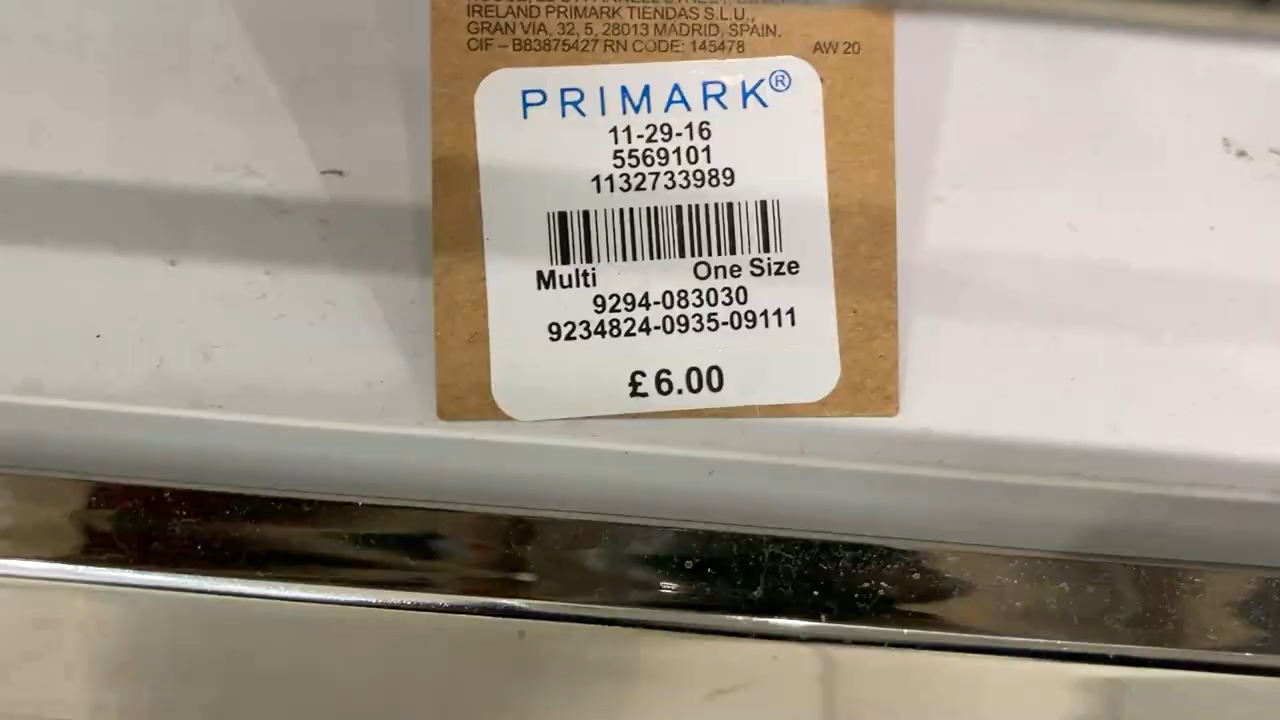 IRELAND PRIMARK TIENDAS S.L.U.,
GRAN VIA, 32, 5, 28013 MADRID, SPAIN.
CIF – B83875427 RN CODE: 145478
AW 20
PRIMARK®
11-29-16
5569101
1132733989
Multi One Size
9294-083030
9234824-0935-09111
£6.00